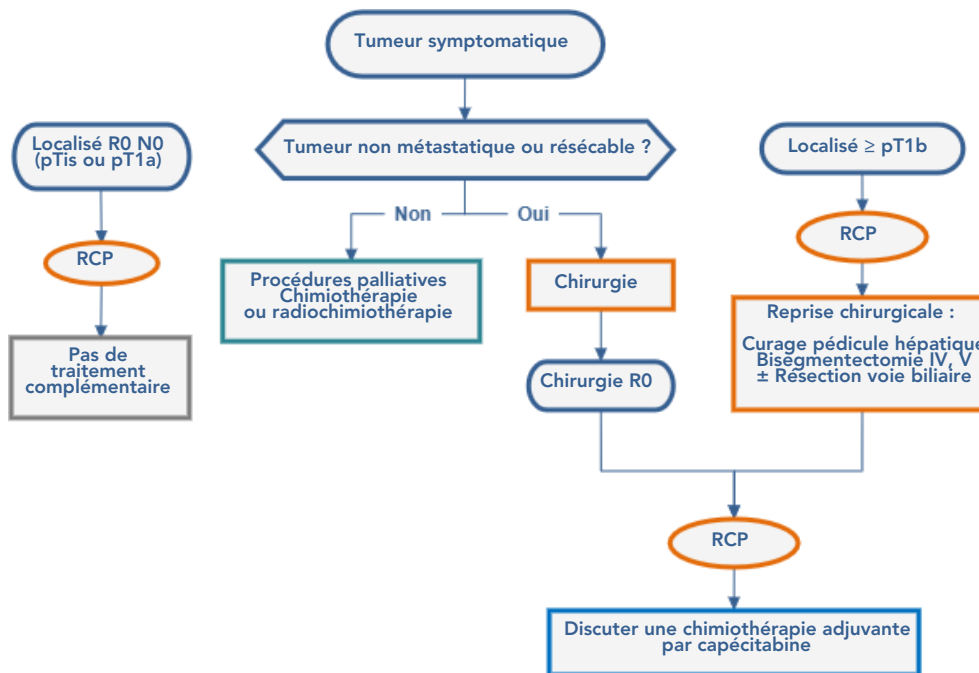 Tumeur symptomatique
Localisé R0 N0
(pTis ou pT1a)
Tumeur non métastatique ou résécable ?
Localisé ≥ pT1b
Non
Oui
RCP
RCP
Procédures palliatives
Chimiothérapie
ou radiochimiothérapie
Chirurgie
Reprise chirurgicale :
Curage pédicule hépatique
Bisegmentectomie IV, V
± Résection voie biliaire
Pas de
traitement
complémentaire
Chirurgie R0
RCP
Discuter une chimiothérapie adjuvante
par capécitabine